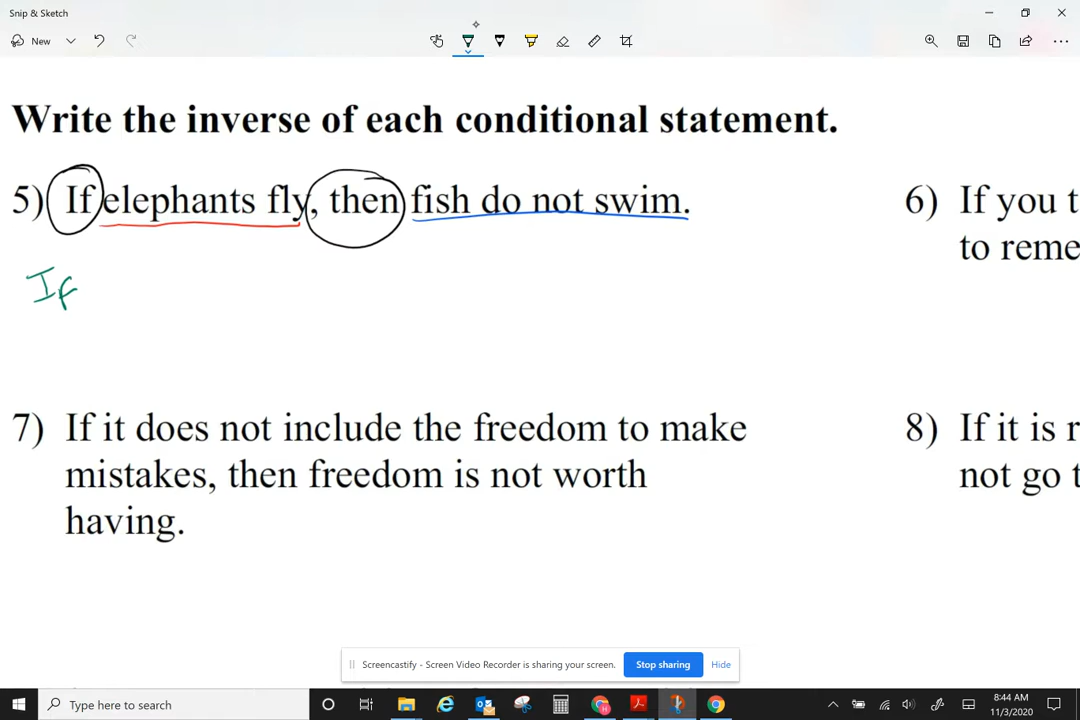 Snip & Sketch
New
Write the inverse of each conditional statement.
5) If elephants fly, then fish do not swim.
6) If you t
to reme
If
7) If it does not include the freedom to make
mistakes, then freedom is not worth
having.
8) If it is r
not go t
Screencastify - Screen Video Recorder is sharing your screen.
Stop sharing
Hide
Type here to search
8:44 AM
11/3/2020